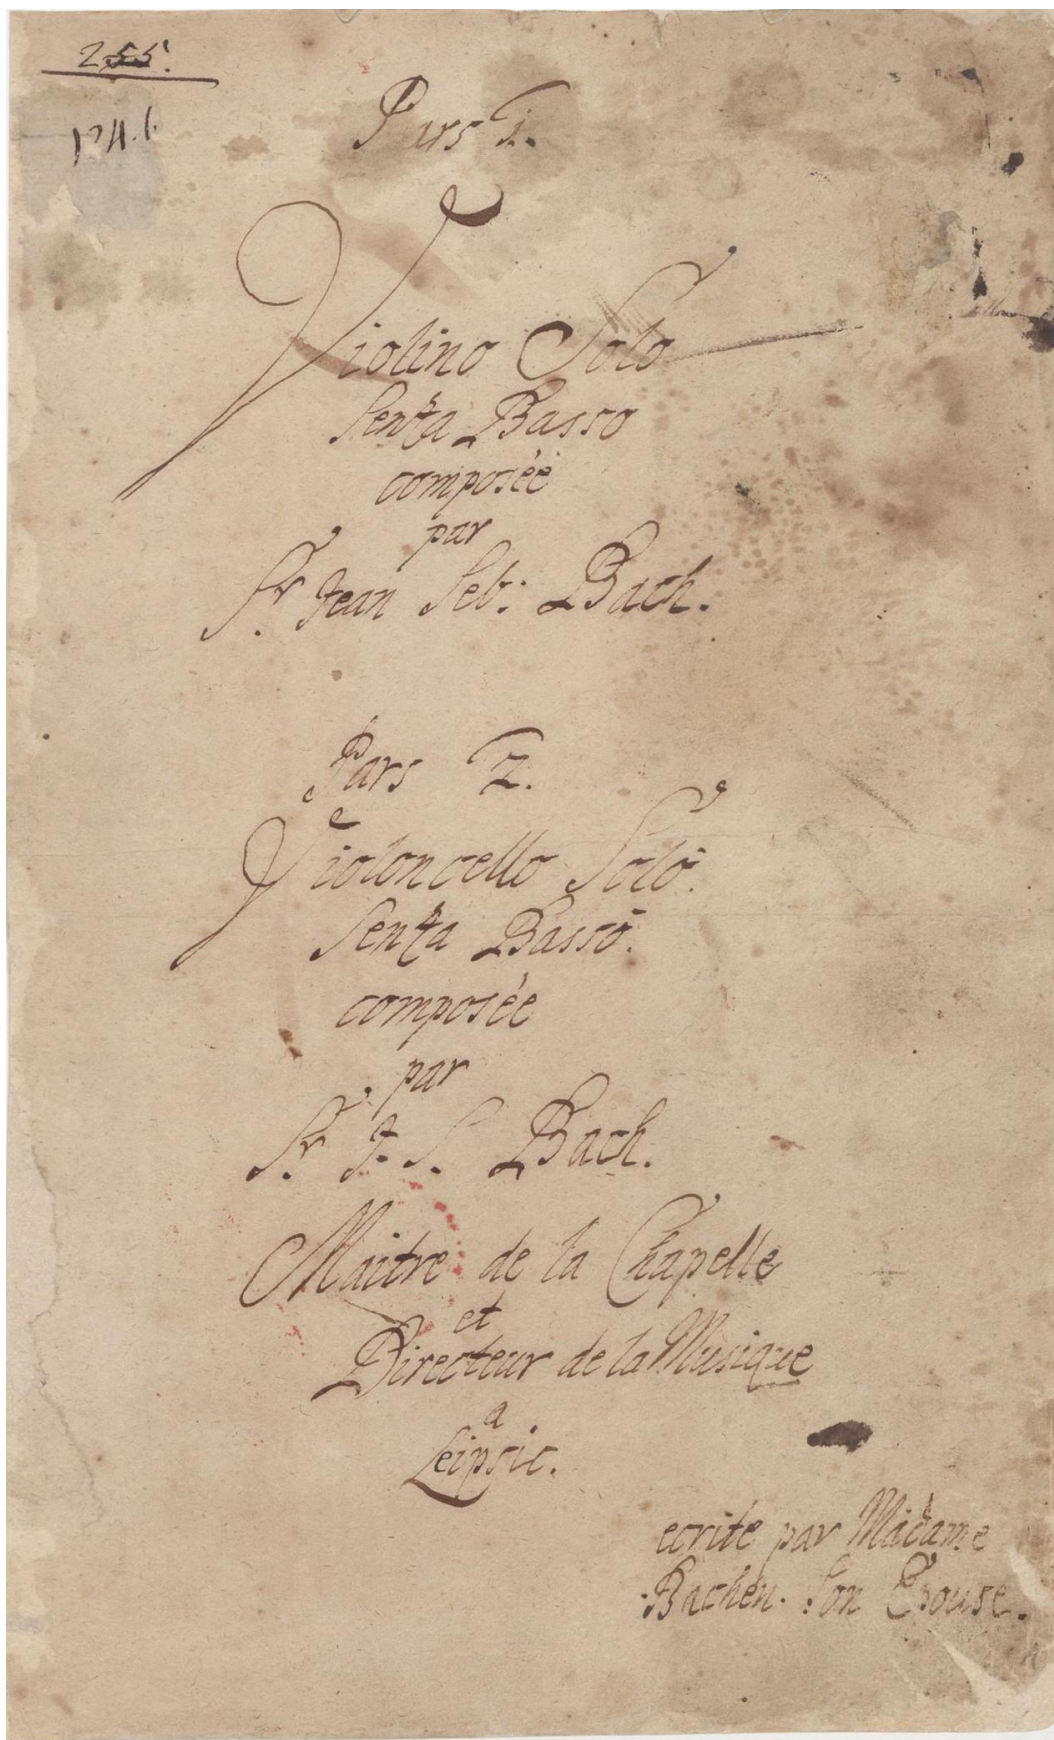 255.
Pars 1.
Violino Solo
Senza Basso
composée
par
Sr. Jean Seb: Bach.
Pars 2.
Violoncello Solo.
Senza Basso.
composée
par
Sr. J. S. Bach.
Maitre de la Chapelle
et
Directeur de la Musique
a
Leipsic.
ecrite par Madame
Bachen. Son Epouse.